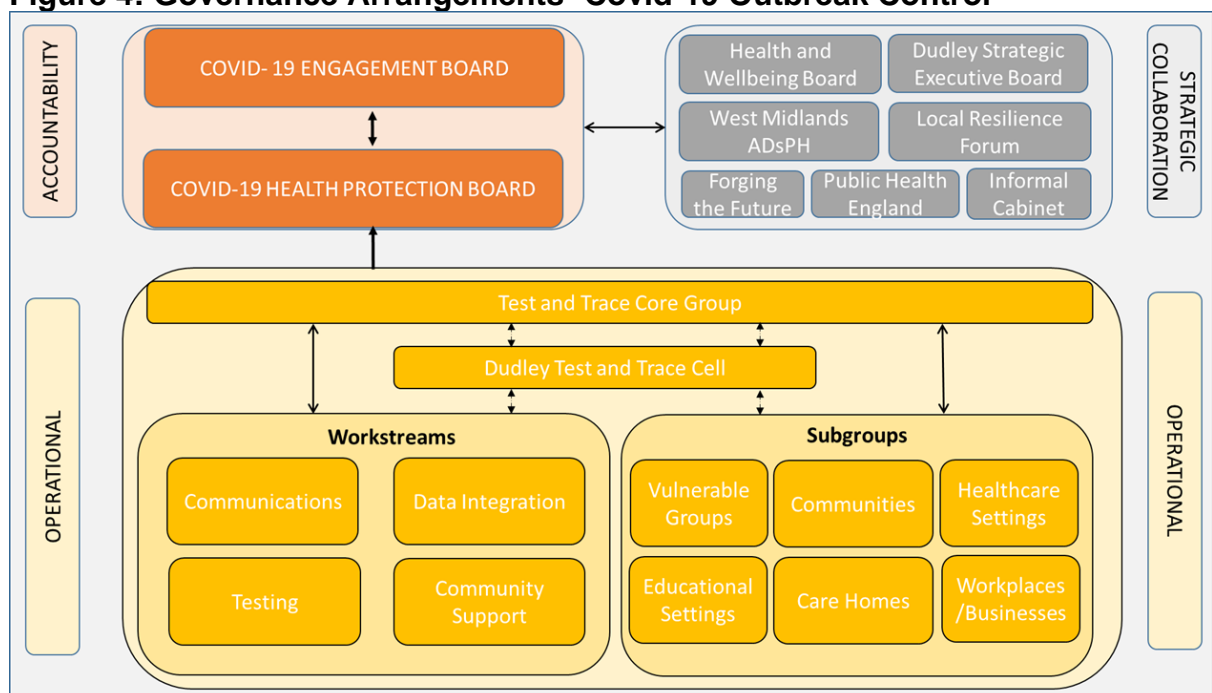 Figure 4: Governance Arrangements- Covid-19 Outbreak Control
ACCOUNTABILITY
COVID- 19 ENGAGEMENT BOARD
COVID-19 HEALTH PROTECTION BOARD
Health and
Wellbeing Board
Dudley Strategic
Executive Board
West Midlands
ADsPH
Local Resilience
Forum
Forging
the Future
Public Health
England
Informal
Cabinet
STRATEGIC
COLLABORATION
OPERATIONAL
Test and Trace Core Group
Dudley Test and Trace Cell
Workstreams
Communications
Data Integration
Testing
Community
Support
Subgroups
Vulnerable
Groups
Communities
Healthcare
Settings
Educational
Settings
Care Homes
Workplaces
/Businesses
OPERATIONAL